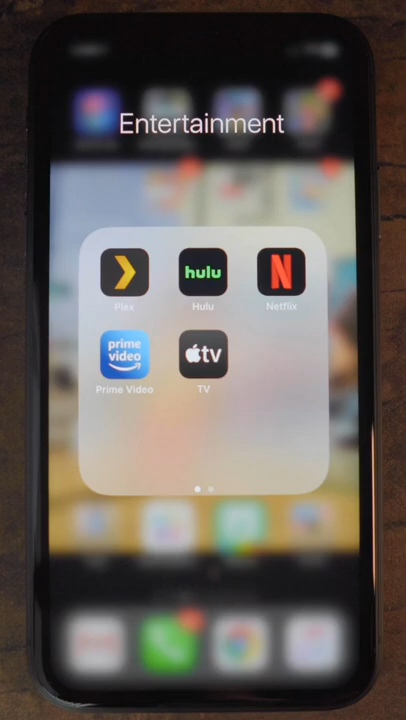 Entertainment
hulu
N
Plex
Hulu
Netflix
prime
video
tv
Prime Video
TV